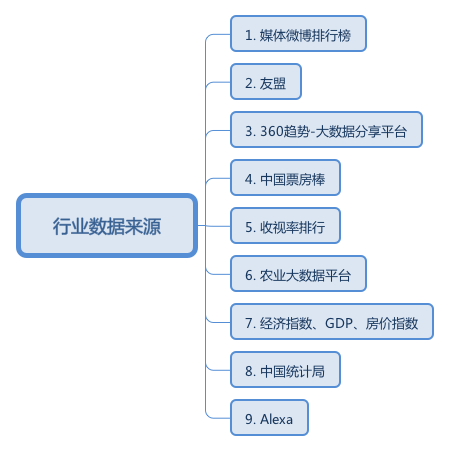 行业数据来源
1. 媒体微博排行榜
2. 友盟
3. 360趋势-大数据分享平台
4. 中国票房棒
5. 收视率排行
6. 农业大数据平台
7. 经济指数、GDP、房价指数
8. 中国统计局
9. Alexa